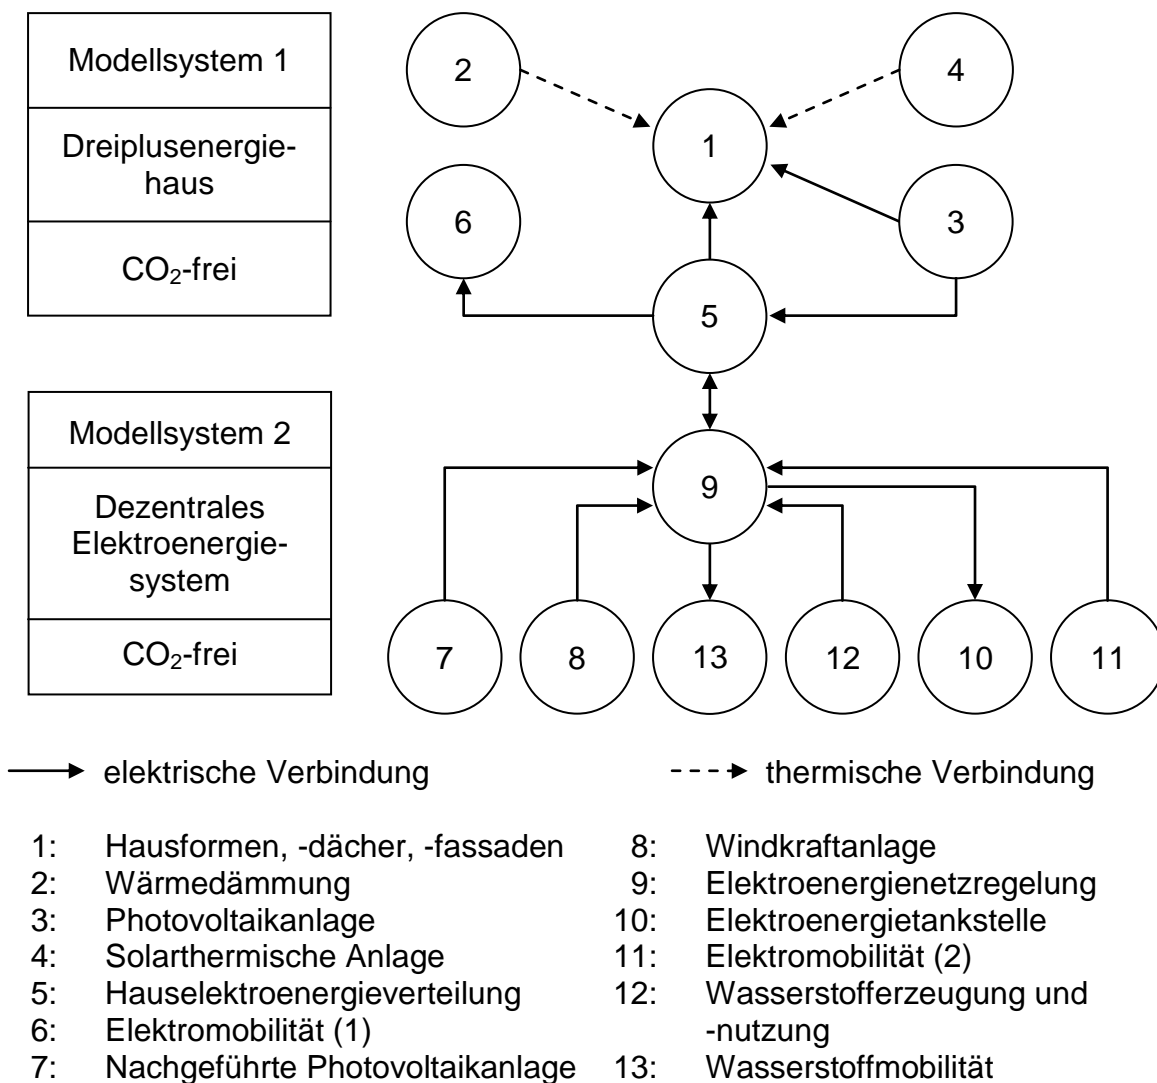 Modellsystem 1
Dreiplusenergie-
haus
CO₂-frei
2
4
1
6
3
5
Modellsystem 2
Dezentrales
Elektroenergie-
system
CO₂-frei
9
7
8
13
12
10
11
elektrische Verbindung
thermische Verbindung
1: Hausformen, -dächer, -fassaden
2: Wärmedämmung
3: Photovoltaikanlage
4: Solarthermische Anlage
5: Hauselektroenergieverteilung
6: Elektromobilität (1)
7: Nachgeführte Photovoltaikanlage
8: Windkraftanlage
9: Elektroenergienetzregelung
10: Elektroenergietankstelle
11: Elektromobilität (2)
12: Wasserstofferzeugung und
-nutzung
13: Wasserstoffmobilität